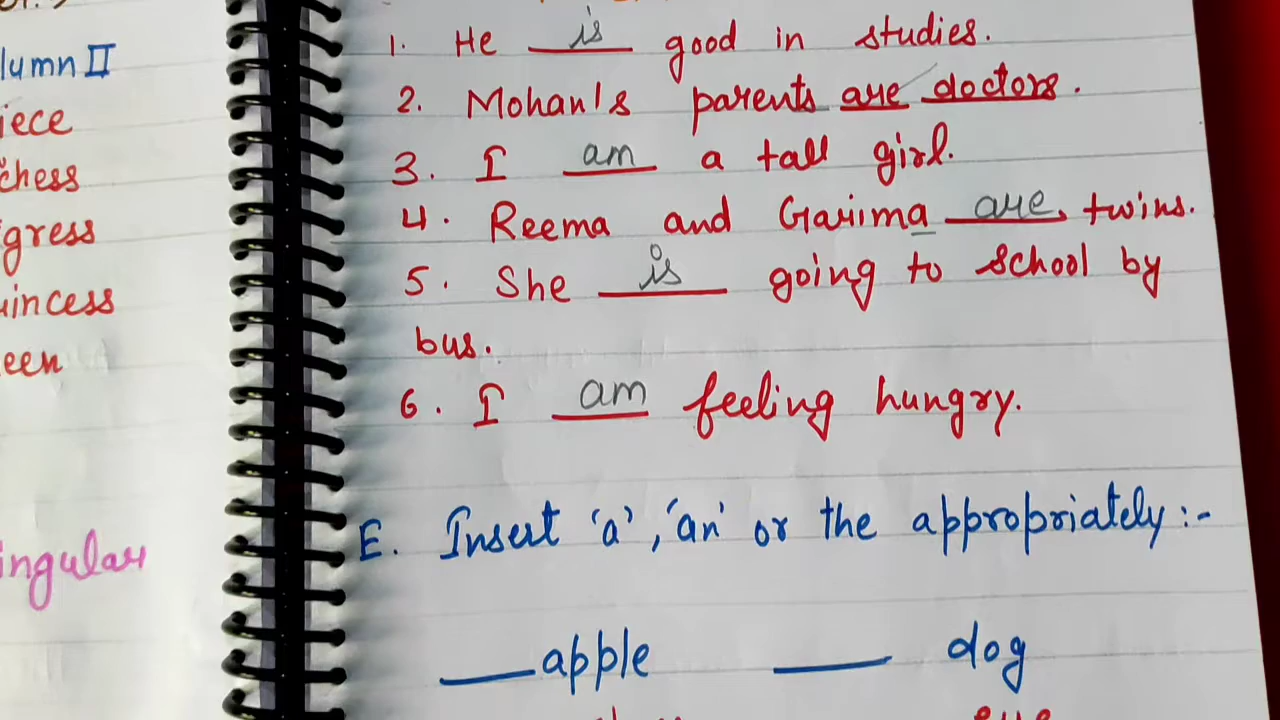 lumn II
iece
chess
gress
incess
een
ingular
1. He is good in studies.
2. Mohan's parents are doctors.
3. I am a tall girl.
4. Reema and Garima are twins.
5. She is going to school by
bus.
6. I am feeling hungry.
E. Insert 'a', 'an' or the appropriately :-
___ apple ___ dog